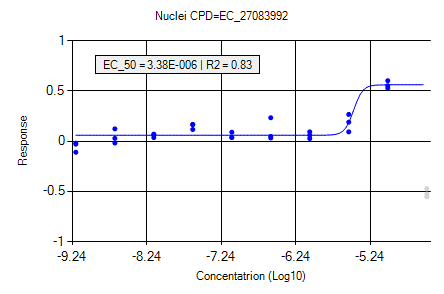 Nuclei CPD=EC_27083992
EC_50 = 3.38E-006 | R2 = 0.83
1
0.5
0
-0.5
-1
Response
-9.24 -8.24 -7.24 -6.24 -5.24
Concentatrion (Log10)